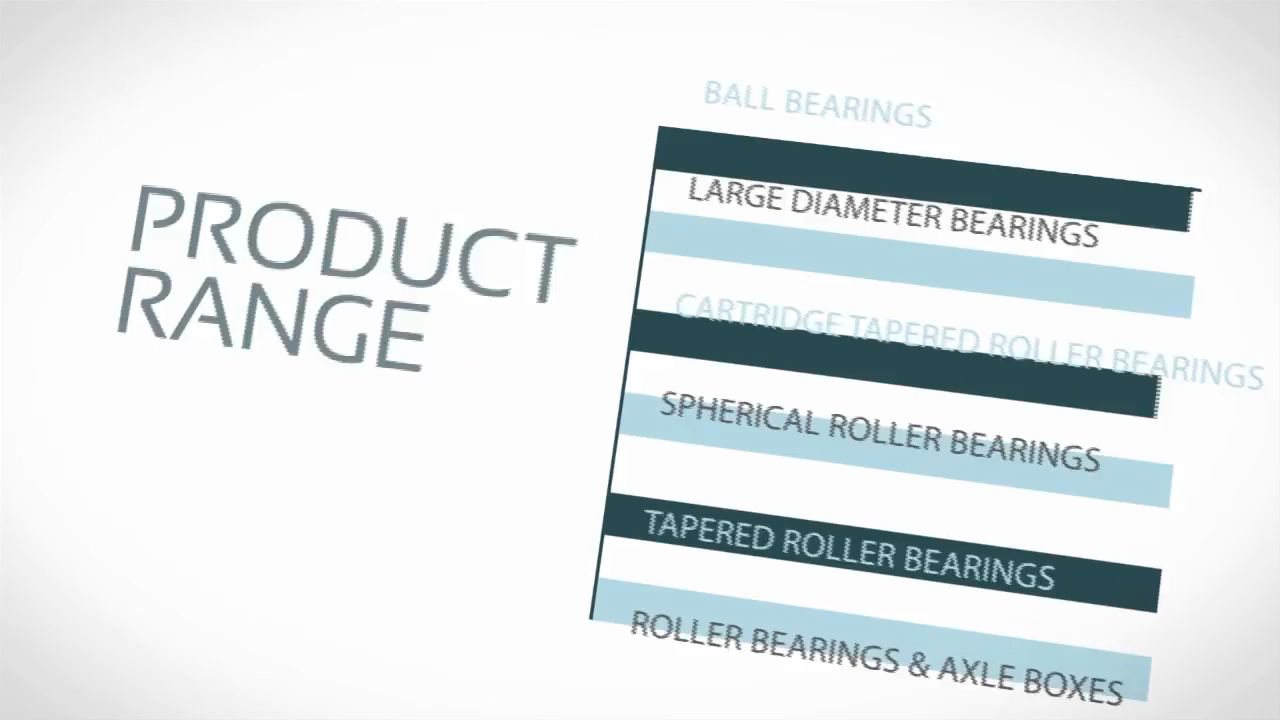 PRODUCT
RANGE
BALL BEARINGS
LARGE DIAMETER BEARINGS
CARTRIDGE TAPERED ROLLER BEARINGS
SPHERICAL ROLLER BEARINGS
TAPERED ROLLER BEARINGS
ROLLER BEARINGS & AXLE BOXES